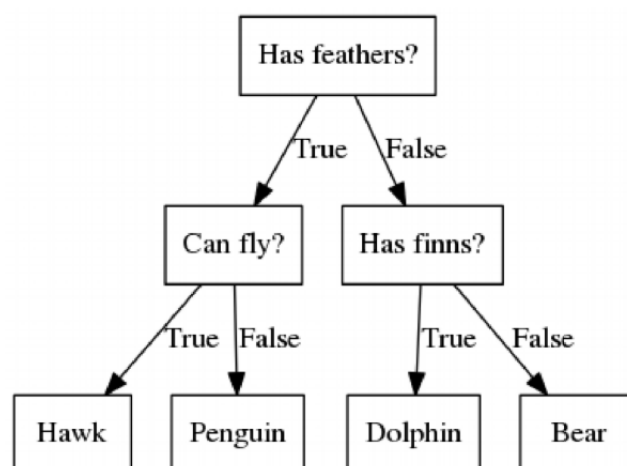 Has feathers?
True False
Can fly? Has finns?
True False True False
Hawk Penguin Dolphin Bear